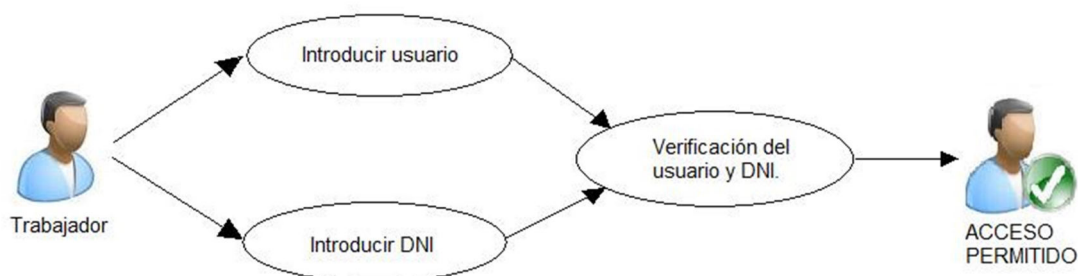 Introducir usuario
Trabajador
Introducir DNI
Verificación del
usuario y DNI.
ACCESO
PERMITIDO